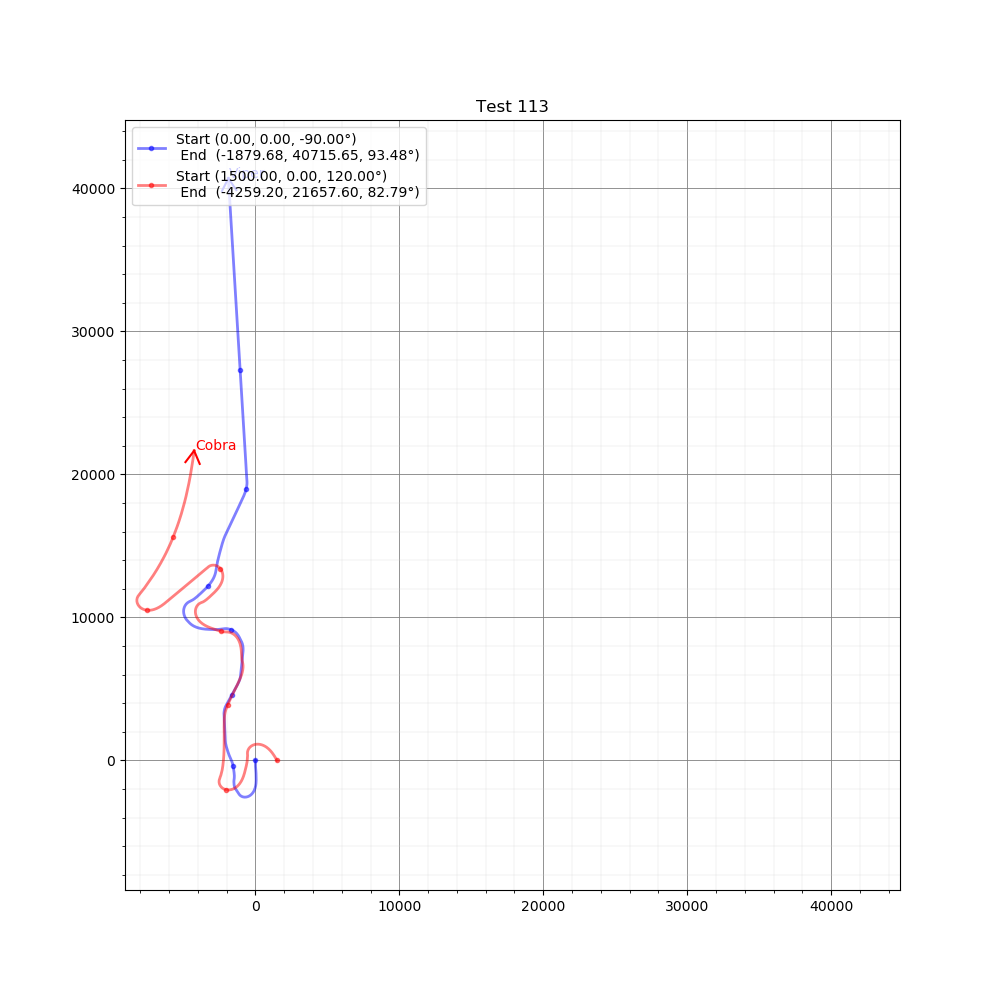 Test 113
Start (0.00, 0.00, -90.00°)
End  (-1879.68, 40715.65, 93.48°)
Start (1500.00, 0.00, 120.00°)
End  (-4259.20, 21657.60, 82.79°)
40000
30000
Cobra
20000
10000
0
0
10000
20000
30000
40000